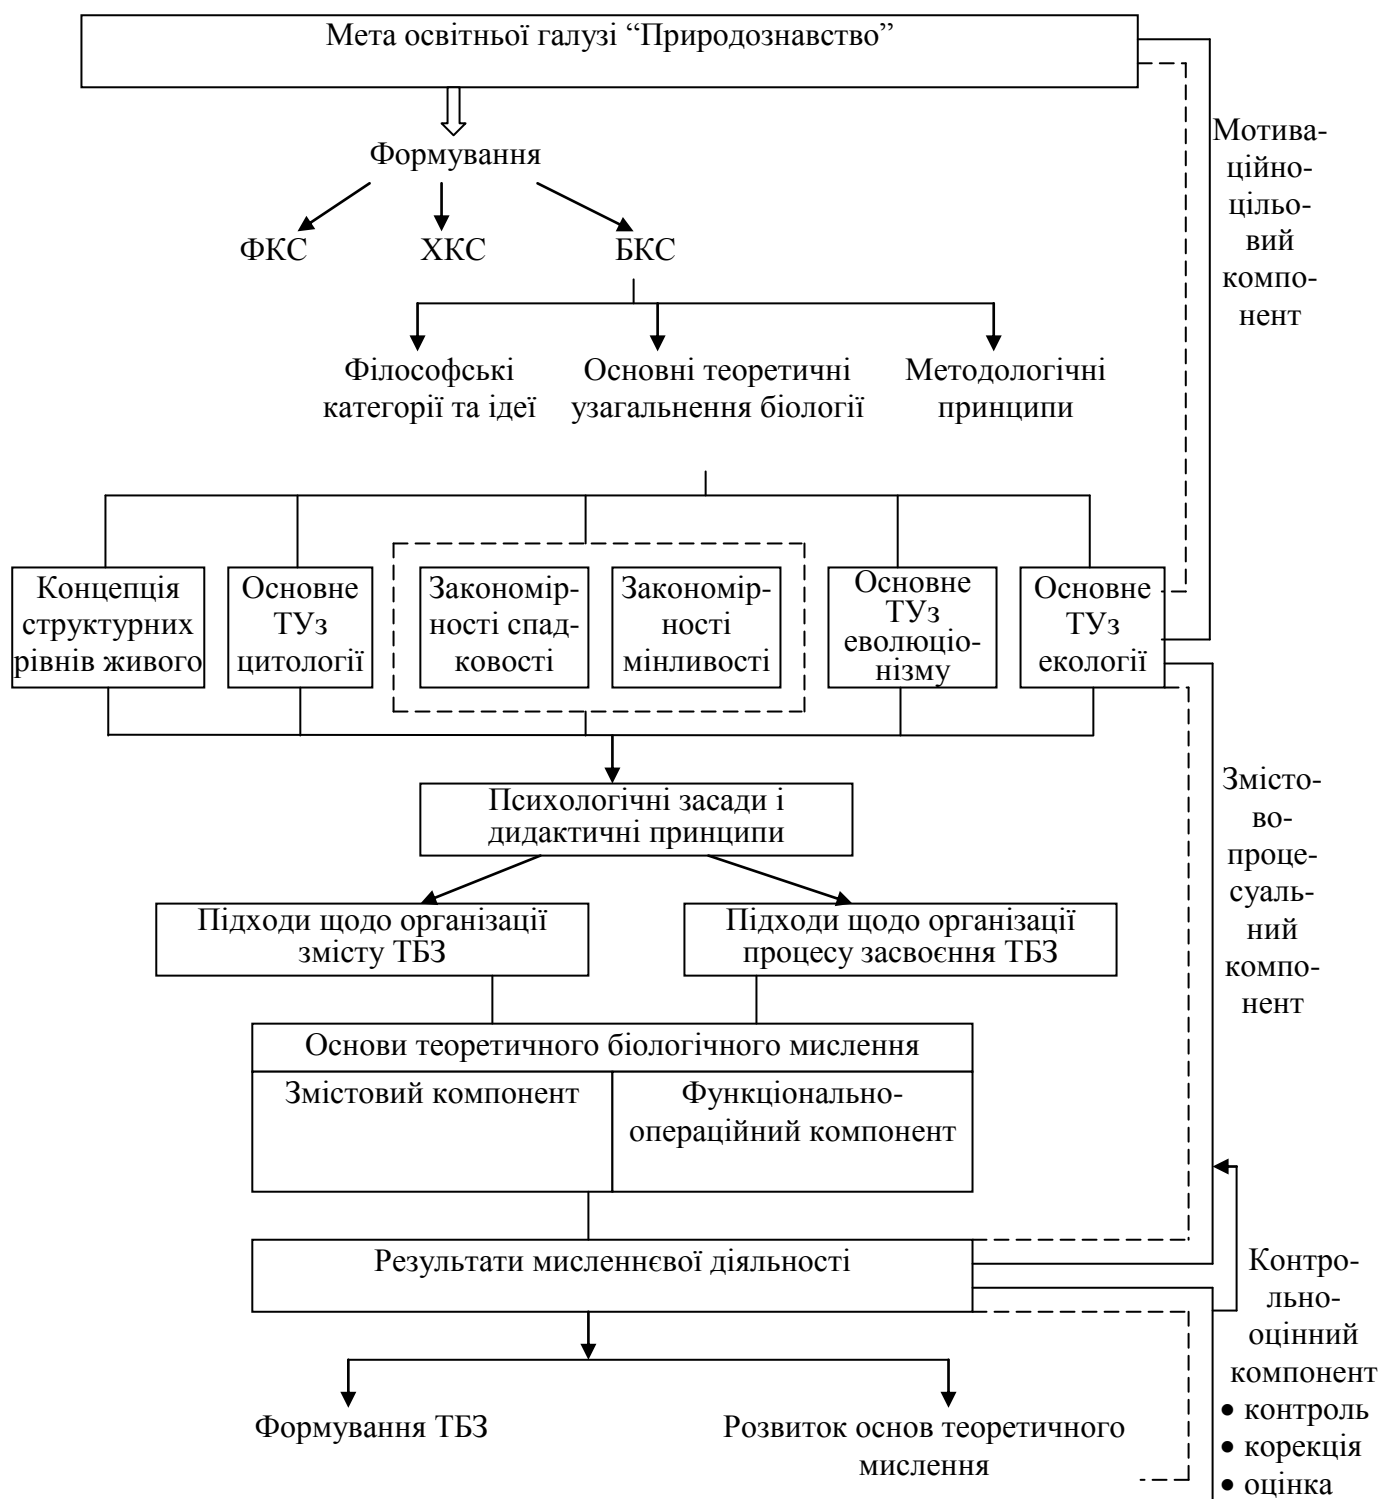 Мета освітньої галузі “Природознавство”
Формування
ФКС
ХКС
БКС
Мотива-
ційно-
цільо-
вий
компо-
нент
Філософські
категорії та ідеї
Основні теоретичні
узагальнення біології
Методологічні
принципи
Концепція
структурних
рівнів живого
Основне
ТУз
цитології
Закономір-
ності спад-
ковості
Закономір-
ності
мінливості
Основне
ТУз
еволюціо-
нізму
Основне
ТУз
екології
Психологічні засади і
дидактичні принципи
Змісто-
во-
проце-
суаль-
ний
компо-
нент
Підходи щодо організації
змісту ТБЗ
Підходи щодо організації
процесу засвоєння ТБЗ
Основи теоретичного біологічного мислення
Змістовий компонент
Функціонально-
операційний компонент
Результати мисленнєвої діяльності
Контро-
льно-
оцінний
компонент
• контроль
• корекція
• оцінка
Формування ТБЗ
Розвиток основ теоретичного
мислення